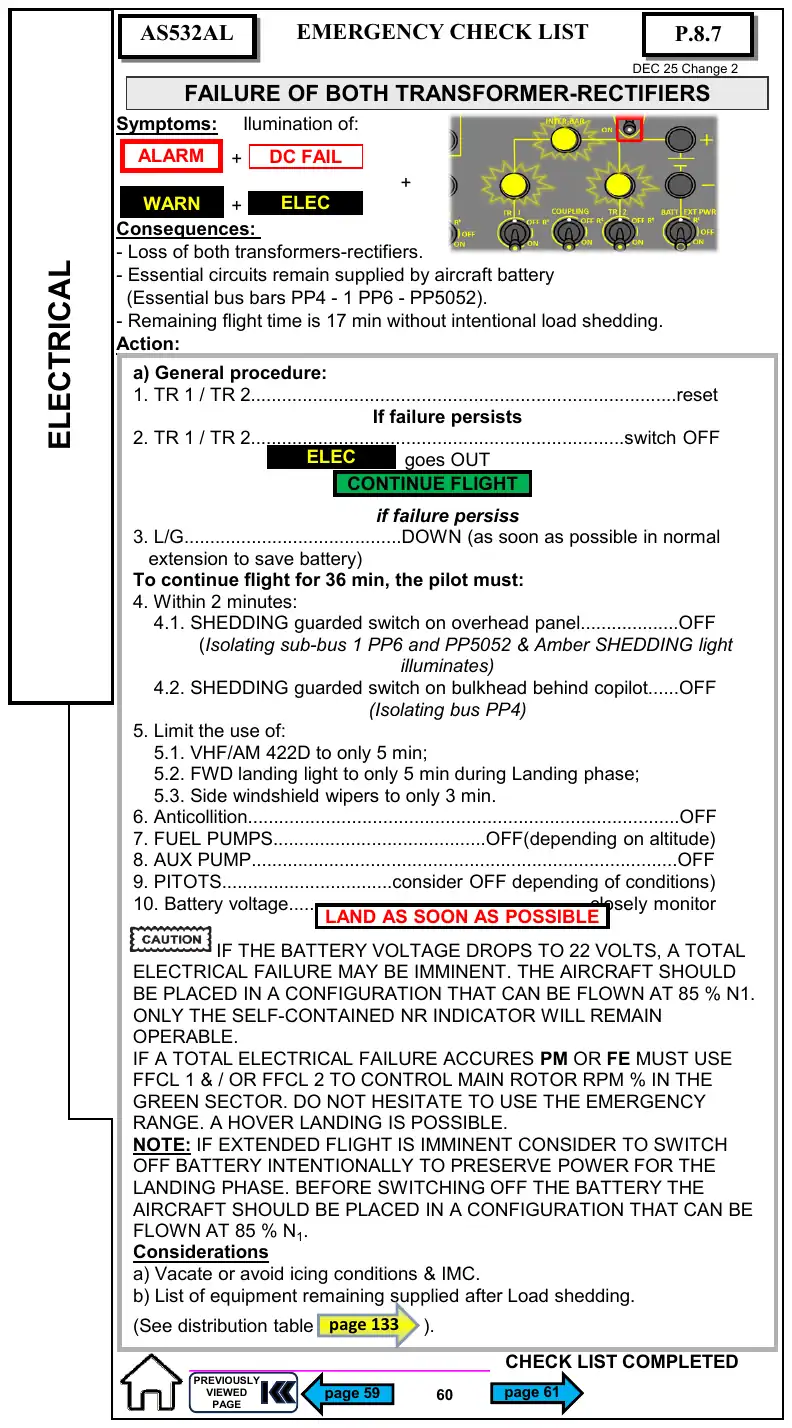 AS532AL
EMERGENCY CHECK LIST
P.8.7
DEC 25 Change 2
FAILURE OF BOTH TRANSFORMER-RECTIFIERS
ELECTRICAL
Symptoms: Ilumination of:
ALARM + DC FAIL
+
WARN + ELEC
INTER-BAR
ON
+
–
TR 1 COUPLING TR 2 BATT EXT PWR
R° OFF R° OFF R° OFF R° R°
OFF OFF
ON ON ON ON ON
Consequences:
- Loss of both transformers-rectifiers.
- Essential circuits remain supplied by aircraft battery
(Essential bus bars PP4 - 1 PP6 - PP5052).
- Remaining flight time is 17 min without intentional load shedding.
Action:
a) General procedure:
1. TR 1 / TR 2..................................................................................reset
If failure persists
2. TR 1 / TR 2........................................................................switch OFF
ELEC goes OUT
CONTINUE FLIGHT
if failure persiss
3. L/G..........................................DOWN (as soon as possible in normal
extension to save battery)
To continue flight for 36 min, the pilot must:
4. Within 2 minutes:
4.1. SHEDDING guarded switch on overhead panel...................OFF
(Isolating sub-bus 1 PP6 and PP5052 & Amber SHEDDING light
illuminates)
4.2. SHEDDING guarded switch on bulkhead behind copilot......OFF
(Isolating bus PP4)
5. Limit the use of:
5.1. VHF/AM 422D to only 5 min;
5.2. FWD landing light to only 5 min during Landing phase;
5.3. Side windshield wipers to only 3 min.
6. Anticollition...................................................................................OFF
7. FUEL PUMPS.........................................OFF(depending on altitude)
8. AUX PUMP..................................................................................OFF
9. PITOTS.................................consider OFF depending of conditions)
10. Battery voltage..........................................................closely monitor
LAND AS SOON AS POSSIBLE
CAUTION IF THE BATTERY VOLTAGE DROPS TO 22 VOLTS, A TOTAL
ELECTRICAL FAILURE MAY BE IMMINENT. THE AIRCRAFT SHOULD
BE PLACED IN A CONFIGURATION THAT CAN BE FLOWN AT 85 % N1.
ONLY THE SELF-CONTAINED NR INDICATOR WILL REMAIN
OPERABLE.
IF A TOTAL ELECTRICAL FAILURE ACCURES PM OR FE MUST USE
FFCL 1 & / OR FFCL 2 TO CONTROL MAIN ROTOR RPM % IN THE
GREEN SECTOR. DO NOT HESITATE TO USE THE EMERGENCY
RANGE. A HOVER LANDING IS POSSIBLE.
NOTE: IF EXTENDED FLIGHT IS IMMINENT CONSIDER TO SWITCH
OFF BATTERY INTENTIONALLY TO PRESERVE POWER FOR THE
LANDING PHASE. BEFORE SWITCHING OFF THE BATTERY THE
AIRCRAFT SHOULD BE PLACED IN A CONFIGURATION THAT CAN BE
FLOWN AT 85 % N1.
Considerations
a) Vacate or avoid icing conditions & IMC.
b) List of equipment remaining supplied after Load shedding.
(See distribution table page 133 ).
CHECK LIST COMPLETED
PREVIOUSLY
VIEWED
PAGE
page 59
60
page 61